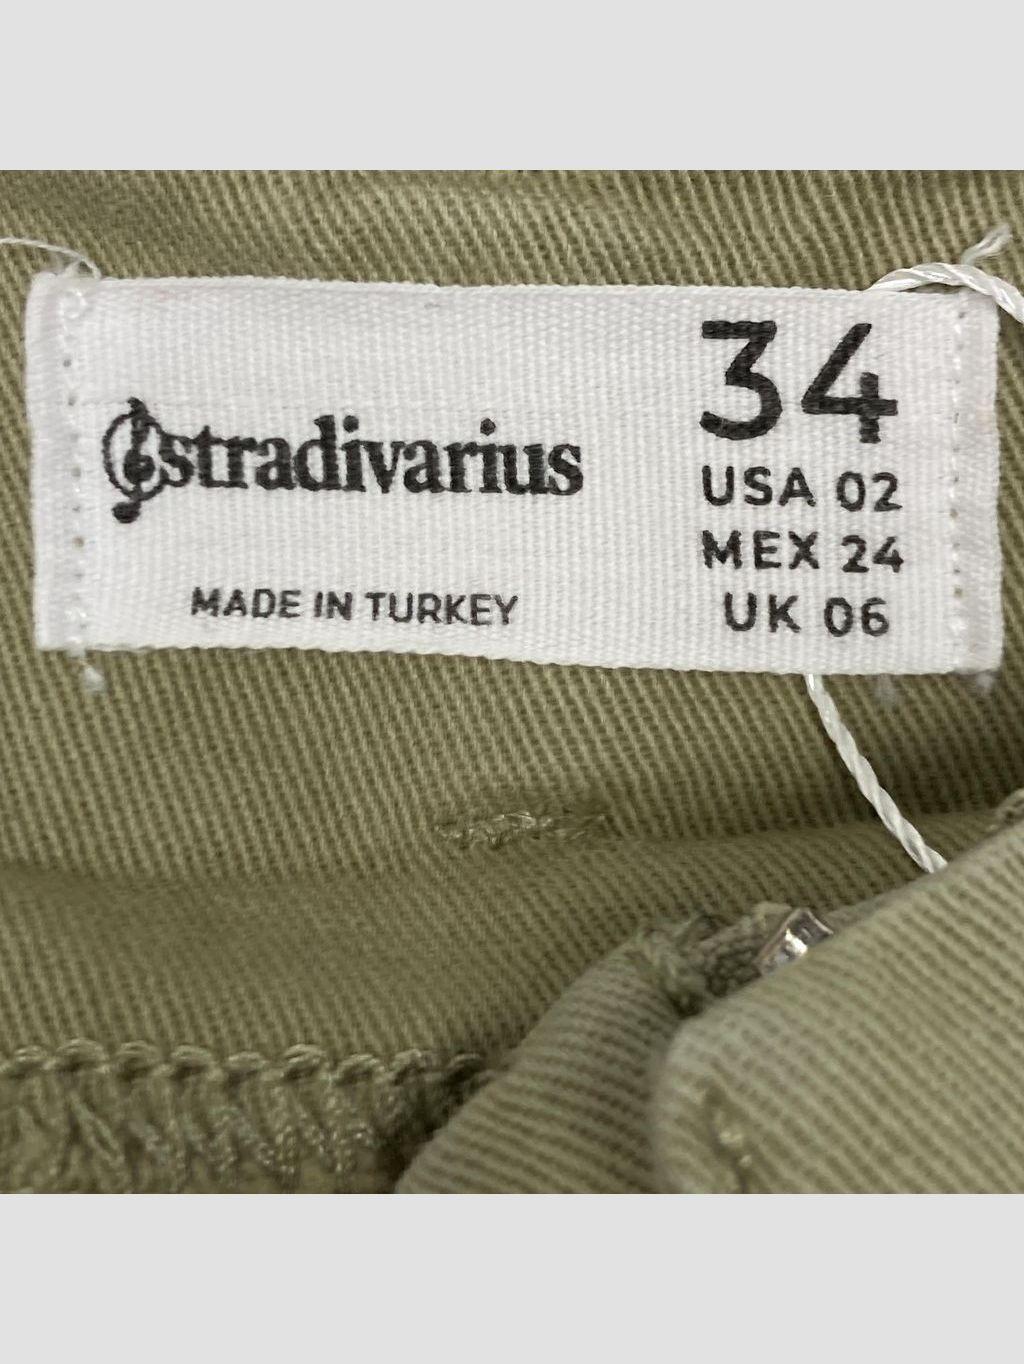 stradivarius
MADE IN TURKEY
34
USA 02
MEX 24
UK 06